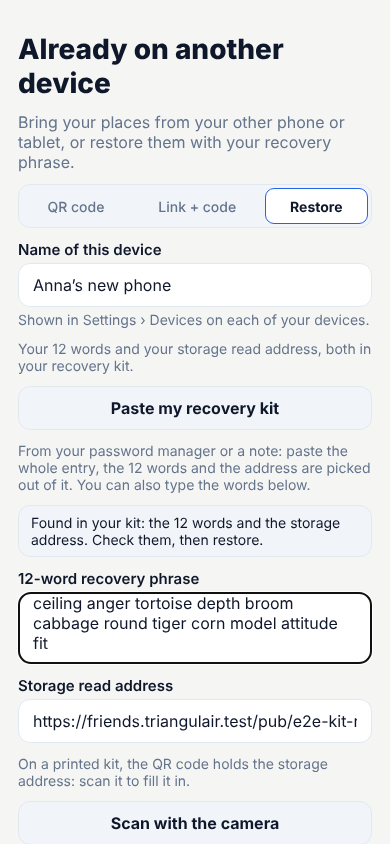 Already on another
device
Bring your places from your other phone or
tablet, or restore them with your recovery
phrase.
QR code
Link + code
Restore
Name of this device
Anna’s new phone
Shown in Settings › Devices on each of your devices.
Your 12 words and your storage read address, both in
your recovery kit.
Paste my recovery kit
From your password manager or a note: paste the
whole entry, the 12 words and the address are picked
out of it. You can also type the words below.
Found in your kit: the 12 words and the storage
address. Check them, then restore.
12-word recovery phrase
ceiling anger tortoise depth broom
cabbage round tiger corn model attitude
fit
Storage read address
https://friends.triangulair.test/pub/e2e-kit-r
On a printed kit, the QR code holds the storage
address: scan it to fill it in.
Scan with the camera